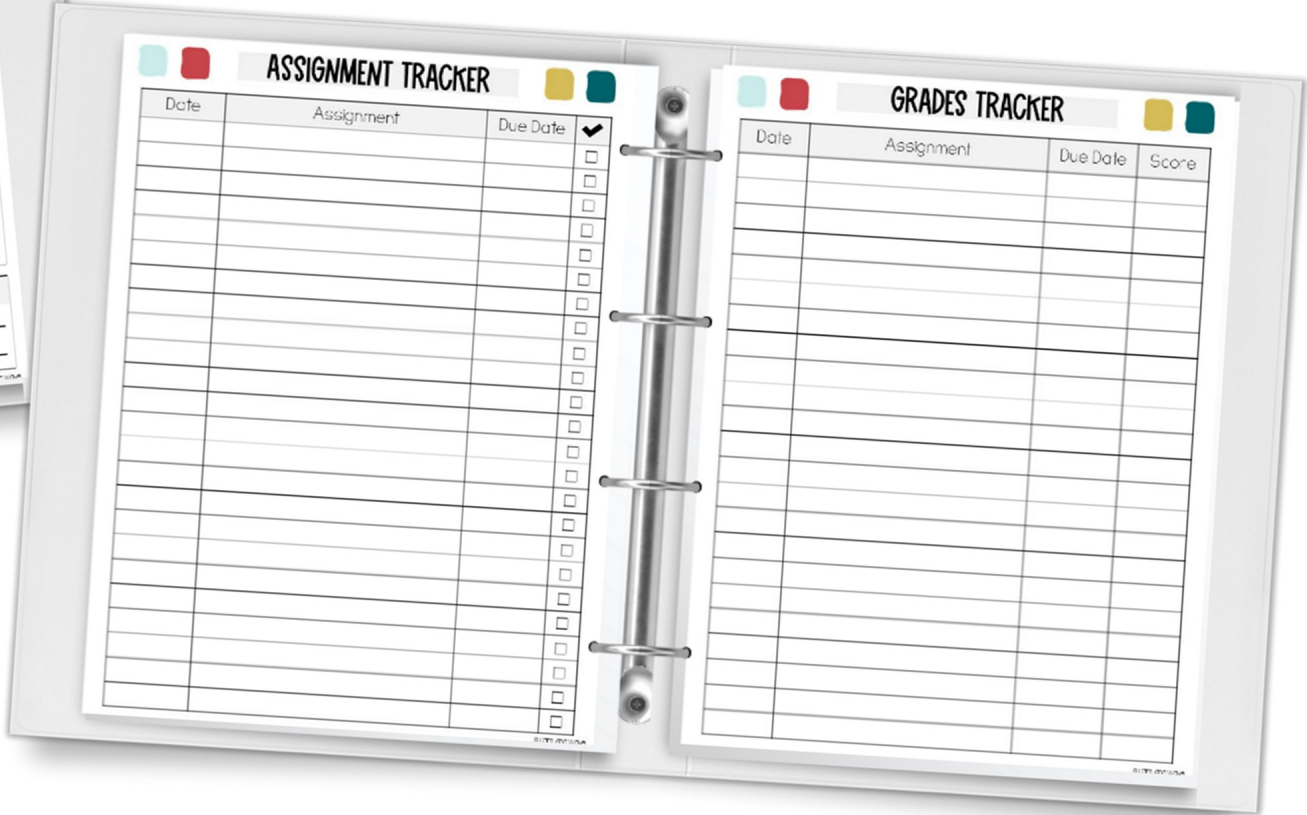 ASSIGNMENT TRACKER
Date Assignment Due Date ✔
GRADES TRACKER
Date Assignment Due Date Score